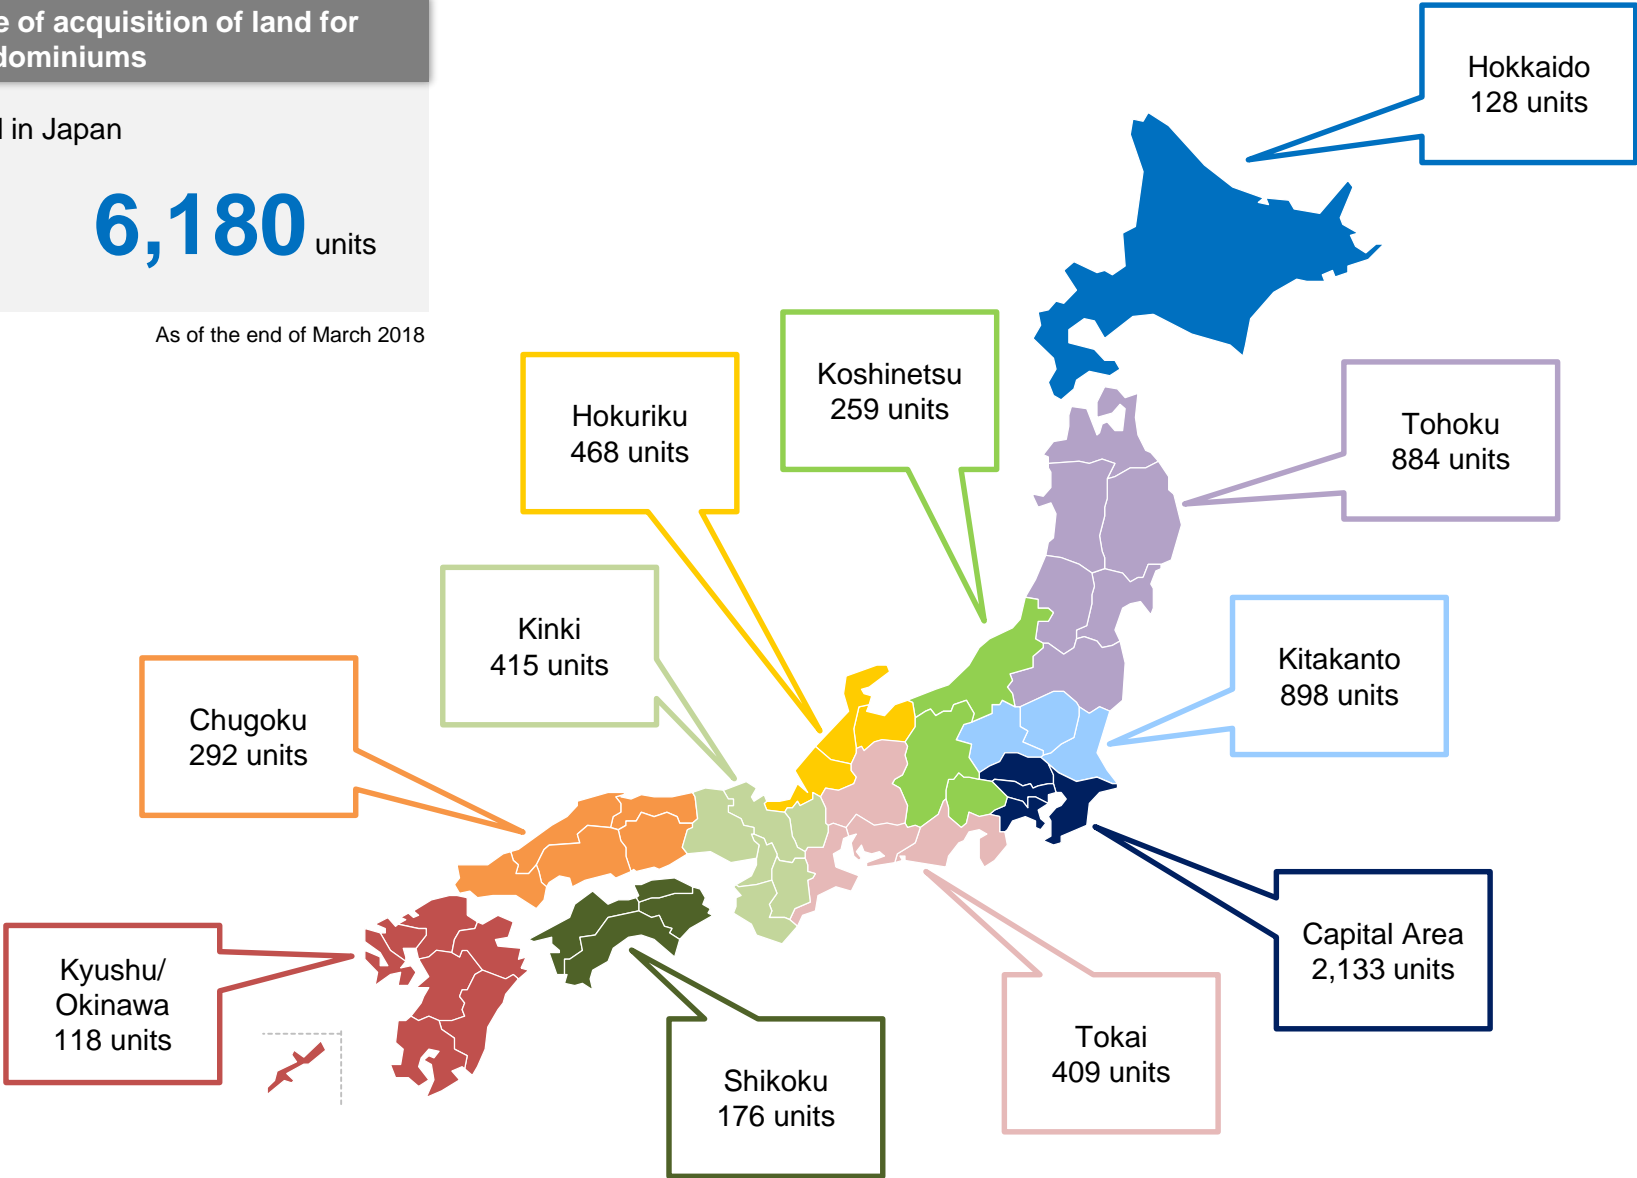 of acquisition of land for
in Japan
6,180 units
As of the end of March 2018
Hokkaido
128 units
Koshinetsu
259 units
Hokuriku
468 units
Tohoku
884 units
Kinki
415 units
Kitakanto
898 units
Chugoku
292 units
Capital Area
2,133 units
Kyushu/
Okinawa
118 units
Tokai
409 units
Shikoku
176 units